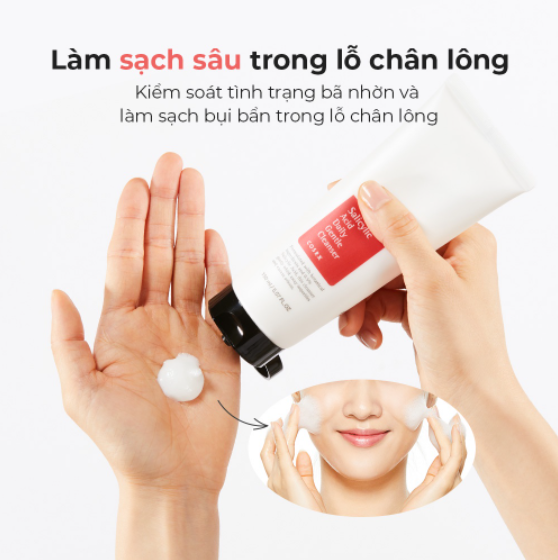 Làm sạch sâu trong lỗ chân lông
Kiểm soát tình trạng bã nhờn và
làm sạch bụi bẩn trong lỗ chân lông
Salicylic
Acid
Daily
Gentle
Cleanser
COSRX